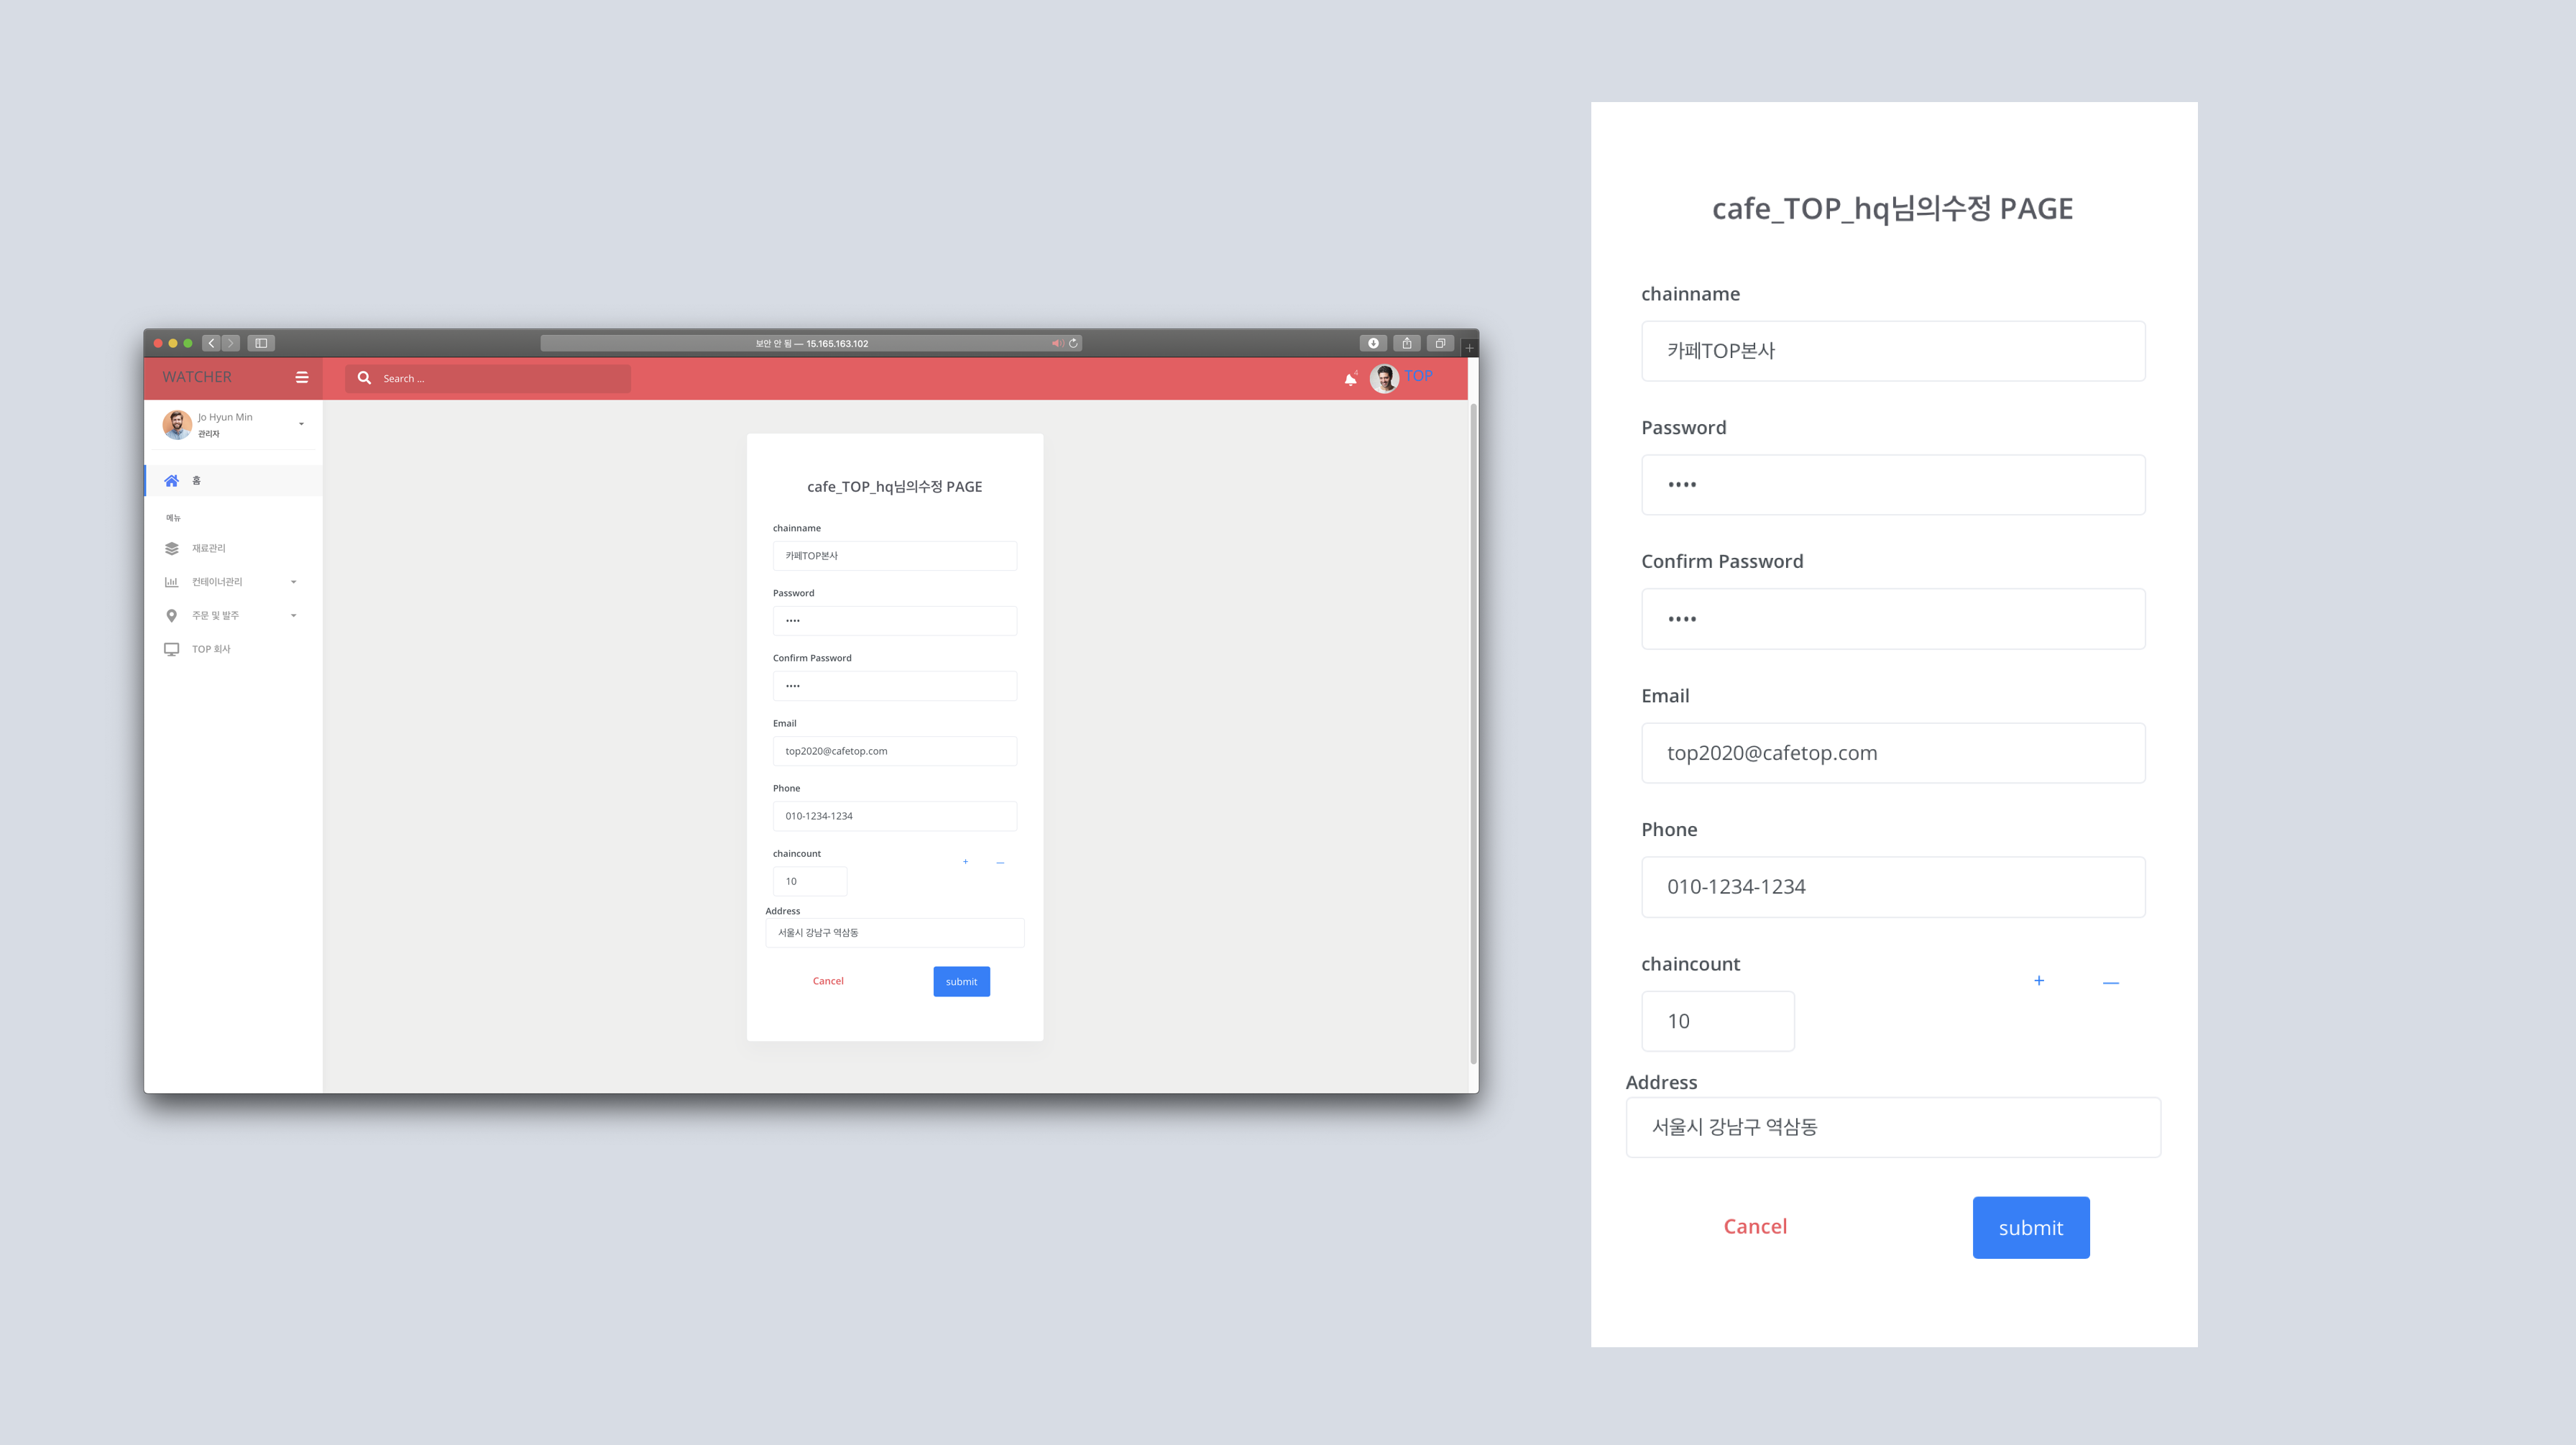 보안 안 됨 — 15.165.163.102
WATCHER
Search ...
4
TOP
Jo Hyun Min
관리자
홈
메뉴
재료관리
컨테이너관리
주문 및 발주
TOP 회사
cafe_TOP_hq님의수정 PAGE
chainname
카페TOP본사
Password
••••
Confirm Password
••••
Email
top2020@cafetop.com
Phone
010-1234-1234
chaincount
+ —
10
Address
서울시 강남구 역삼동
Cancel submit
cafe_TOP_hq님의수정 PAGE
chainname
카페TOP본사
Password
••••
Confirm Password
••••
Email
top2020@cafetop.com
Phone
010-1234-1234
chaincount
+ —
10
Address
서울시 강남구 역삼동
Cancel submit